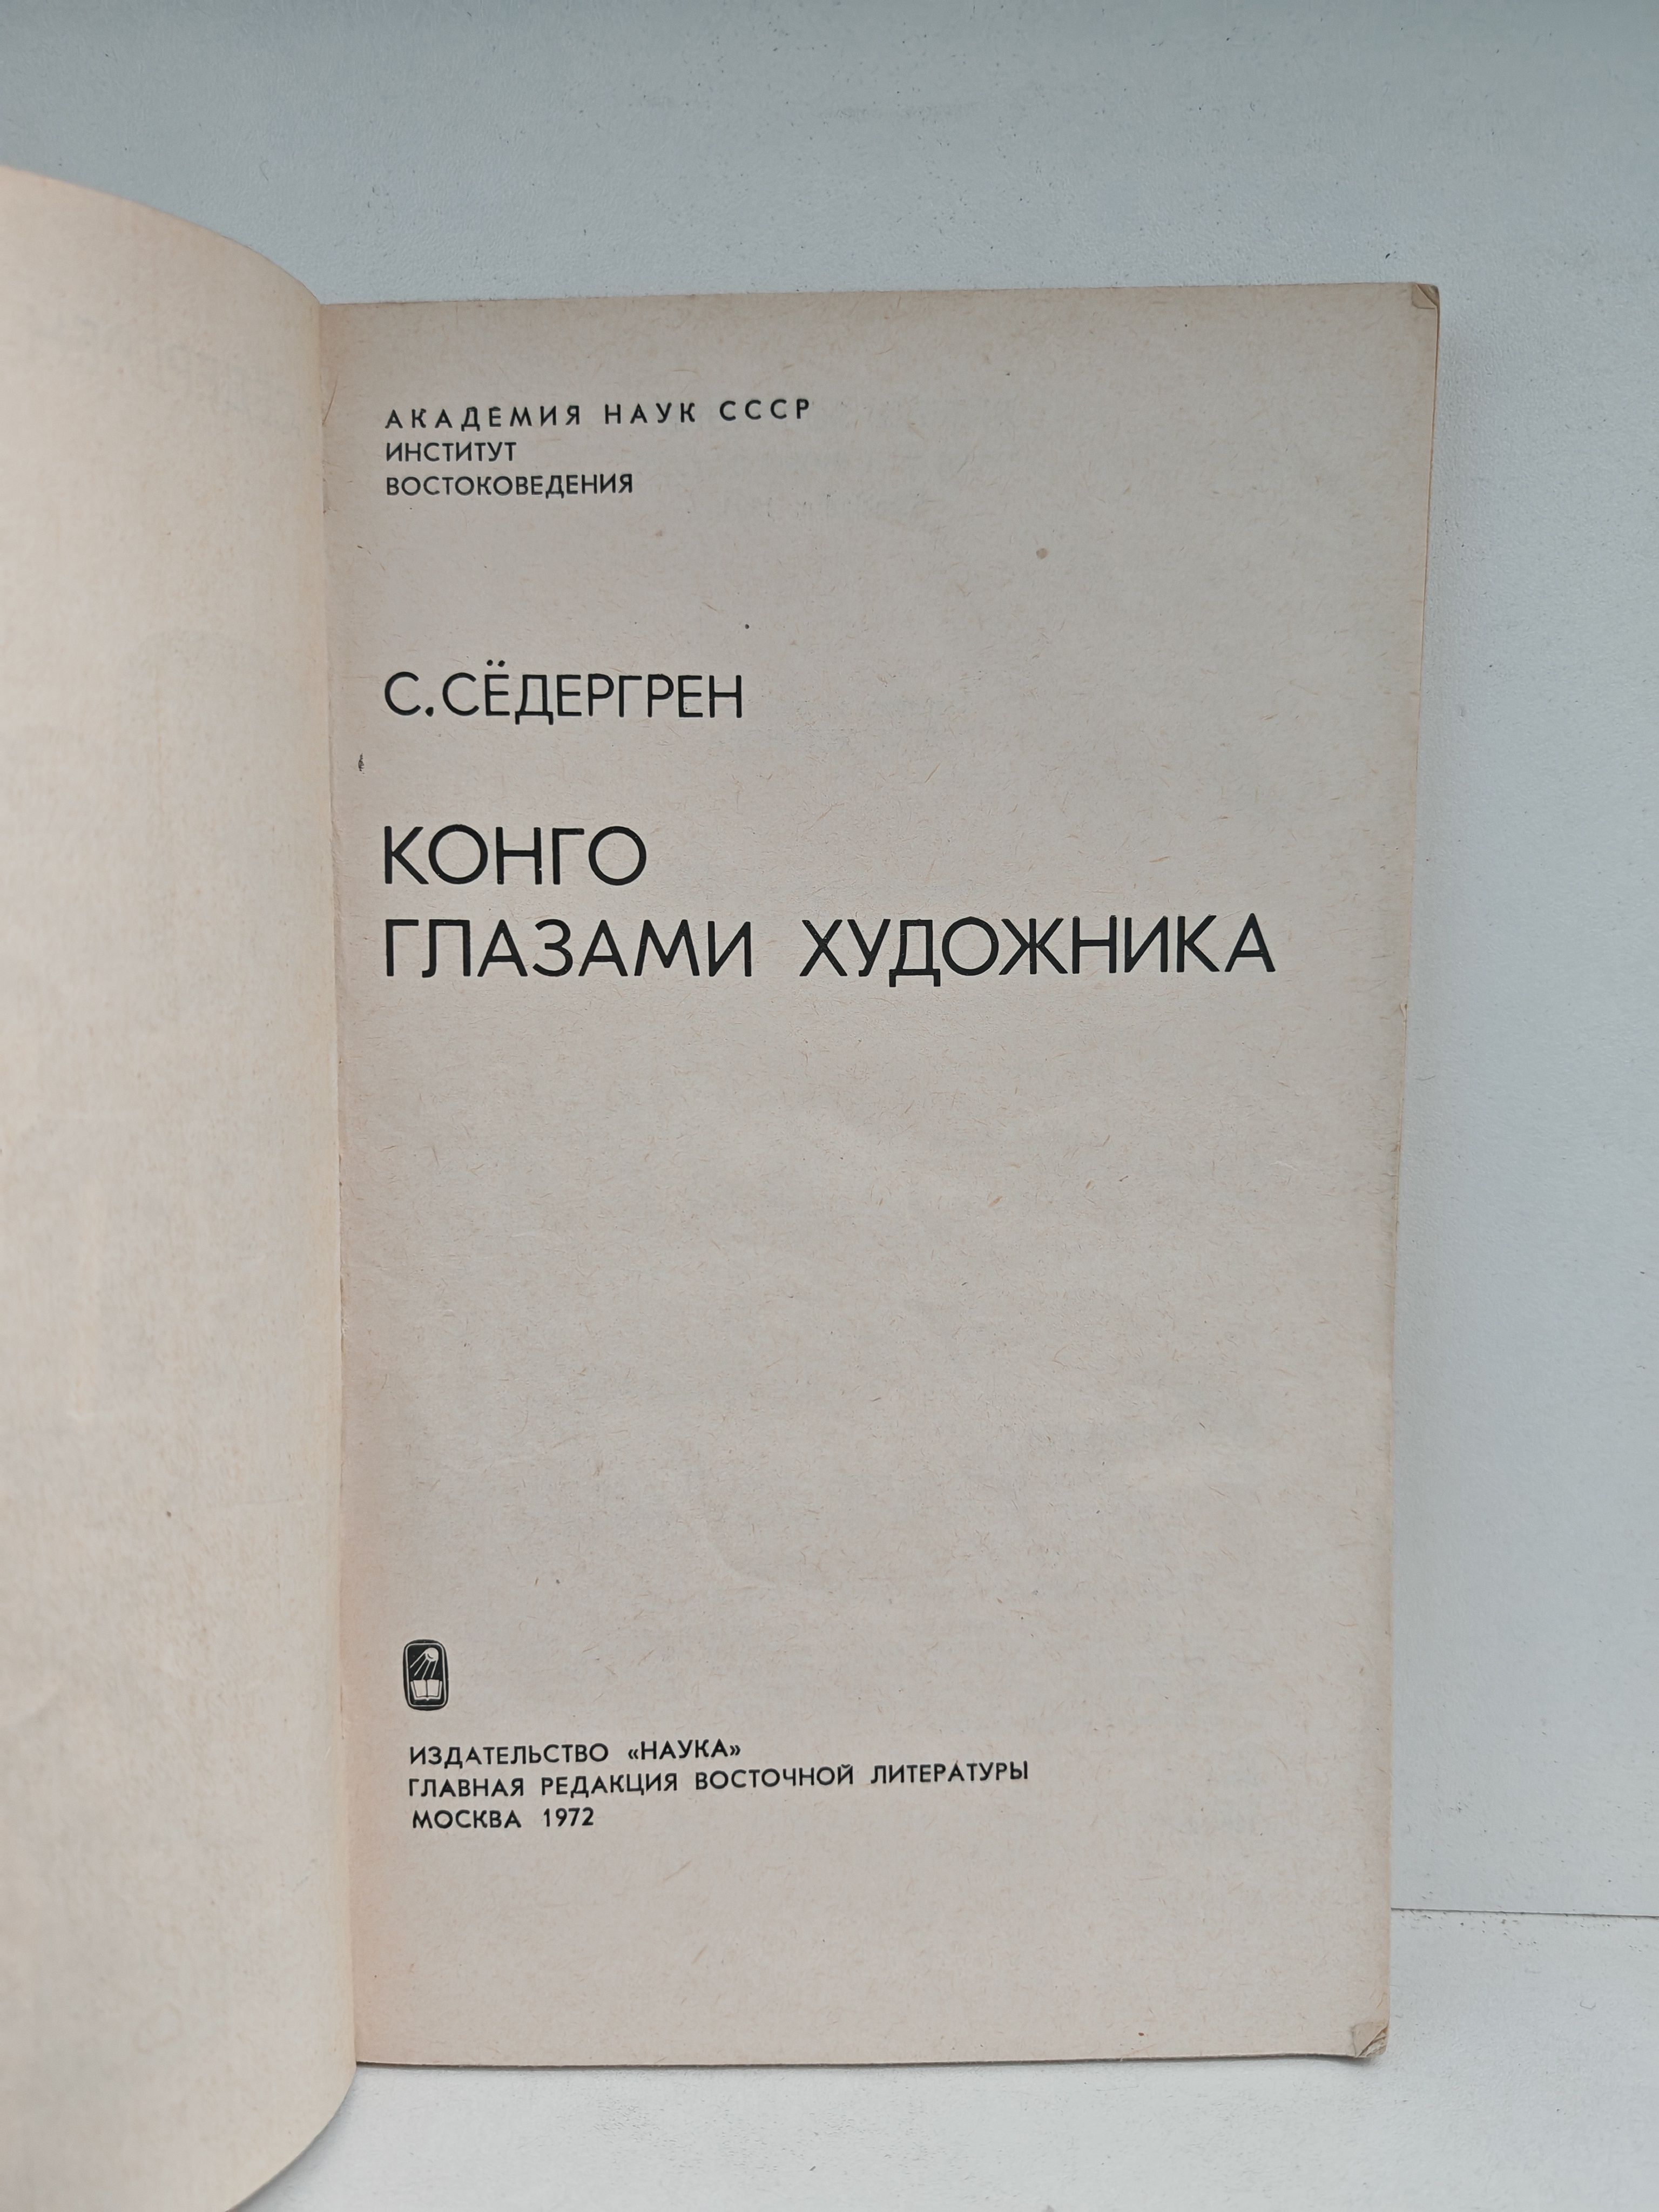 АКАДЕМИЯ НАУК СССР
ИНСТИТУТ
ВОСТОКОВЕДЕНИЯ
С. СЁДЕРГРЕН
КОНГО
ГЛАЗАМИ ХУДОЖНИКА
ИЗДАТЕЛЬСТВО «НАУКА»
ГЛАВНАЯ РЕДАКЦИЯ ВОСТОЧНОЙ ЛИТЕРАТУРЫ
МОСКВА 1972